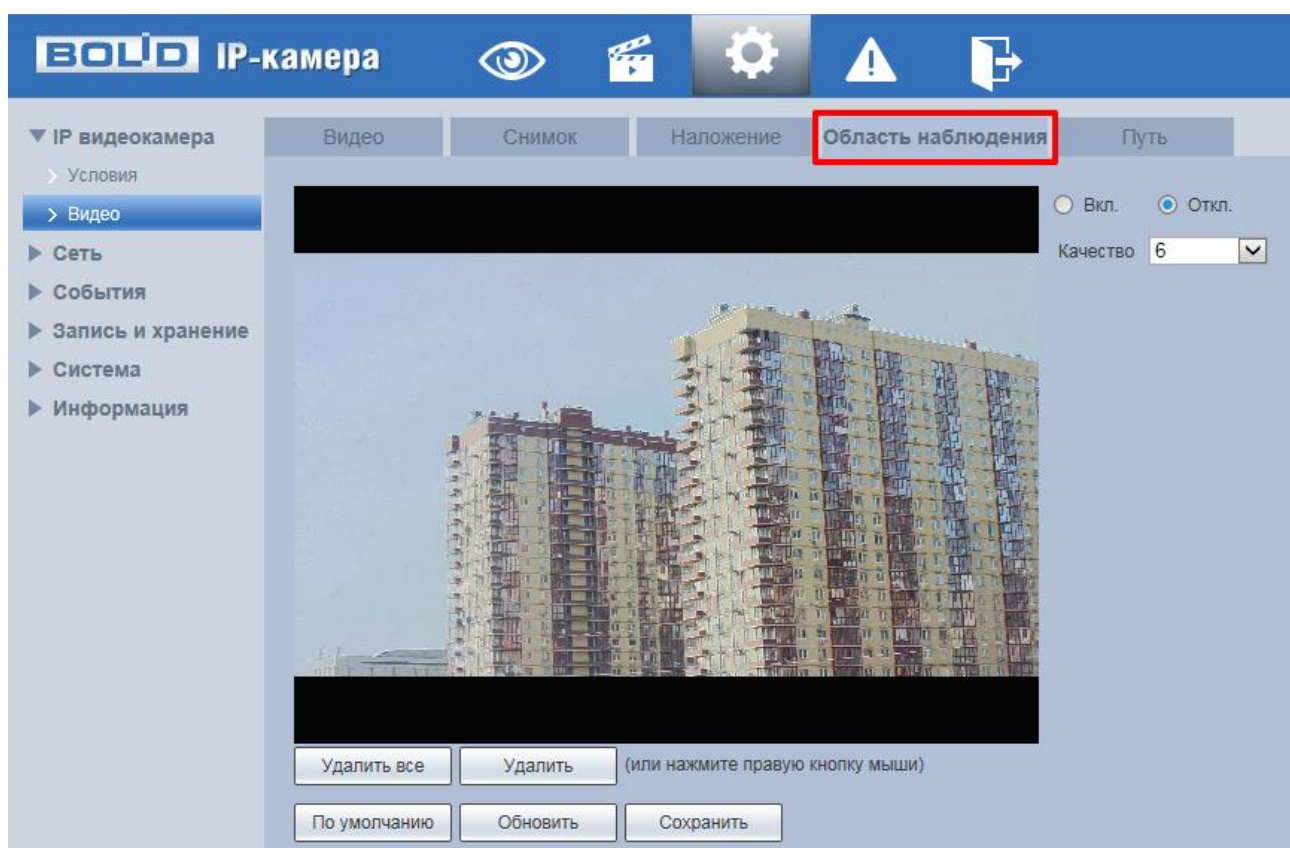 BOLID IP-камера
IP видеокамера
Условия
Видео
Сеть
События
Запись и хранение
Система
Информация
Видео Снимок Наложение Область наблюдения Путь
Вкл. Откл.
Качество 6
Удалить все Удалить (или нажмите правую кнопку мыши)
По умолчанию Обновить Сохранить